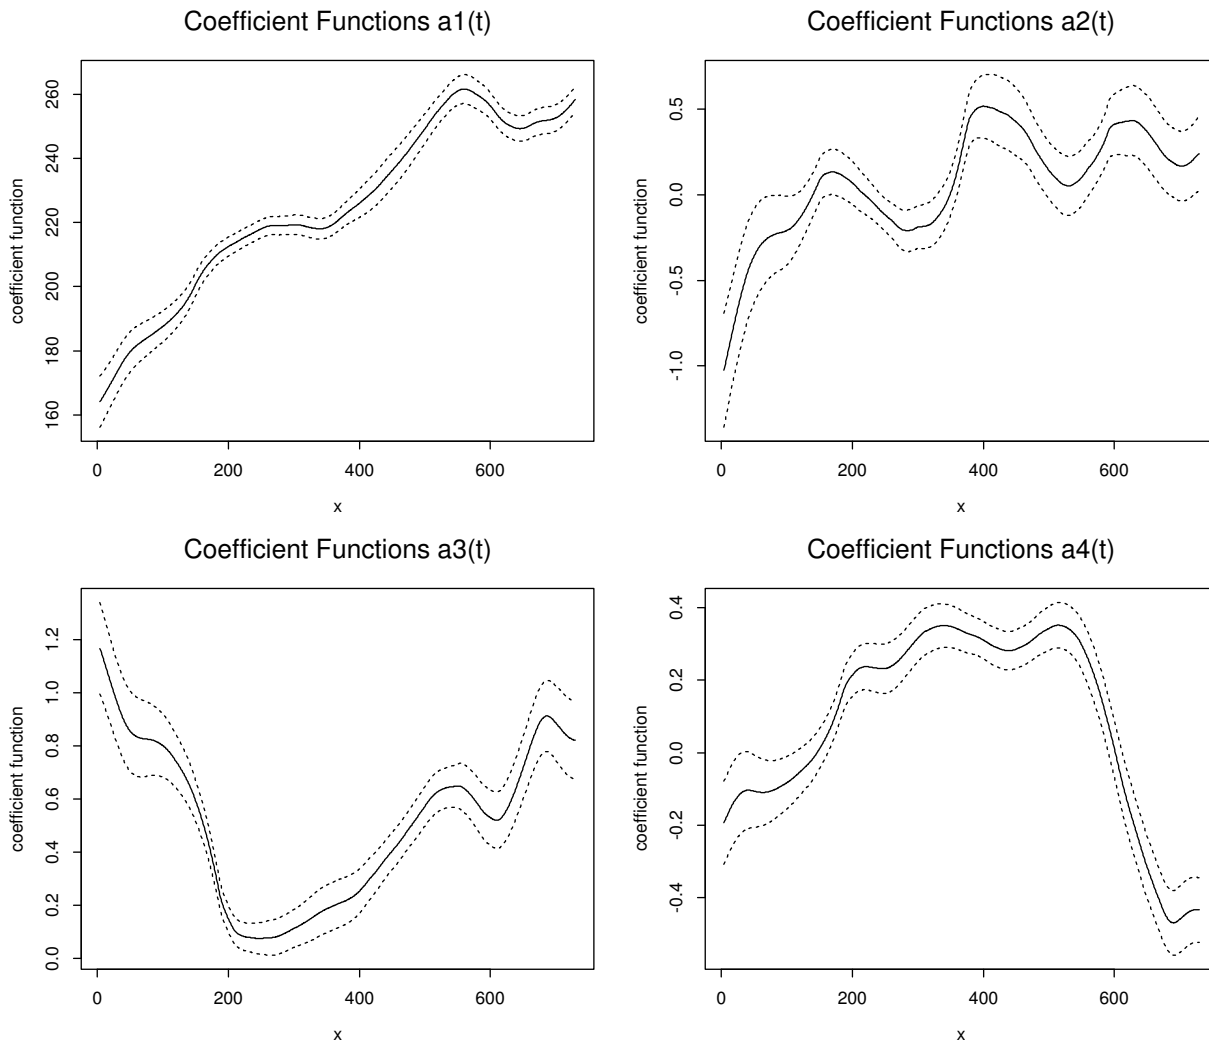 Coefficient Functions a1(t)
coefficient function
260
240
220
200
180
160
0 200 400 600
x
Coefficient Functions a2(t)
coefficient function
0.5
0.0
-0.5
-1.0
0 200 400 600
x
Coefficient Functions a3(t)
coefficient function
1.2
1.0
0.8
0.6
0.4
0.2
0.0
0 200 400 600
x
Coefficient Functions a4(t)
coefficient function
0.4
0.2
0.0
-0.2
-0.4
0 200 400 600
x